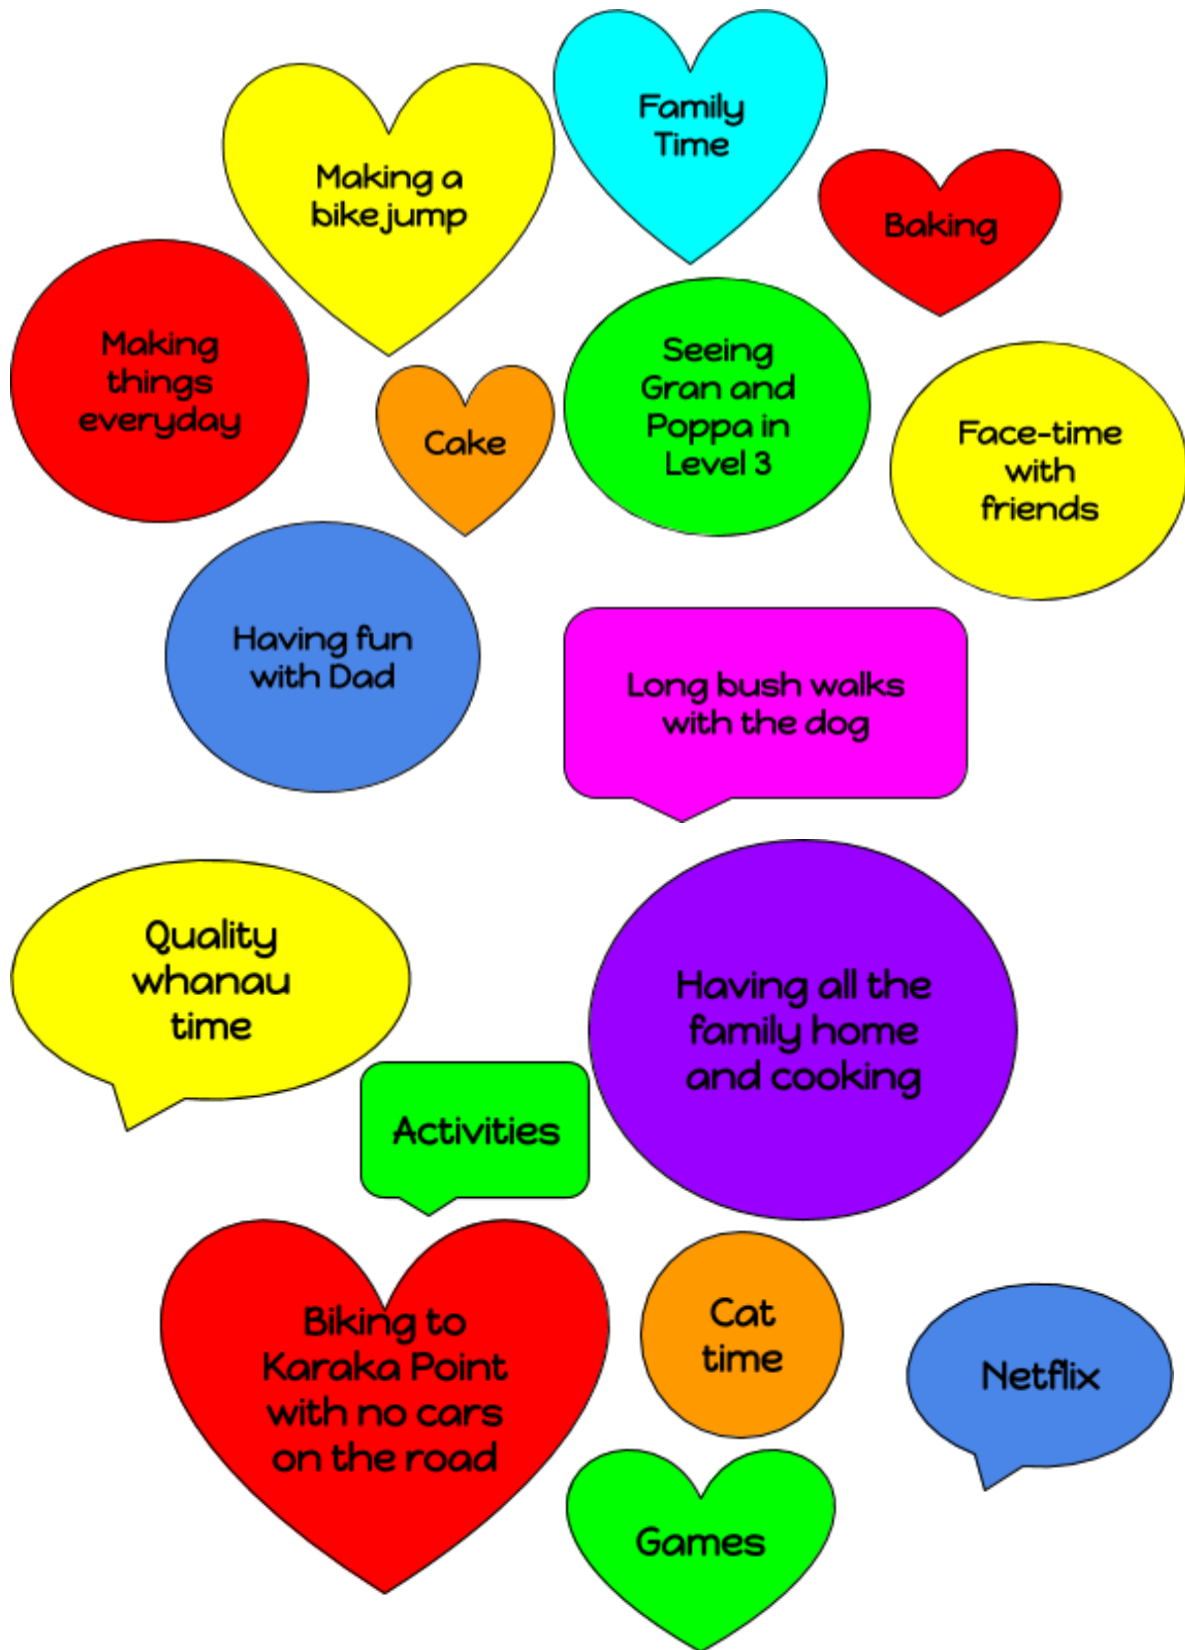 Family
Time
Making a
bike jump
Baking
Making
things
everyday
Cake
Seeing
Gran and
Poppa in
Level 3
Face-time
with
friends
Having fun
with Dad
Long bush walks
with the dog
Quality
whanau
time
Having all the
family home
and cooking
Activities
Biking to
Karaka Point
with no cars
on the road
Cat
time
Netflix
Games